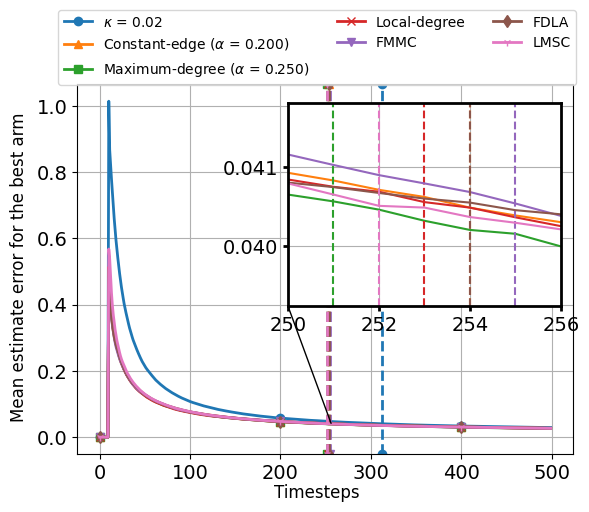 κ = 0.02
Constant-edge (α = 0.200)
Maximum-degree (α = 0.250)
Local-degree
FMMC
FDLA
LMSC
Mean estimate error for the best arm
1.0
0.8
0.6
0.4
0.2
0.0
0.041
0.040
250 252 254 256
0 100 200 300 400 500
Timesteps